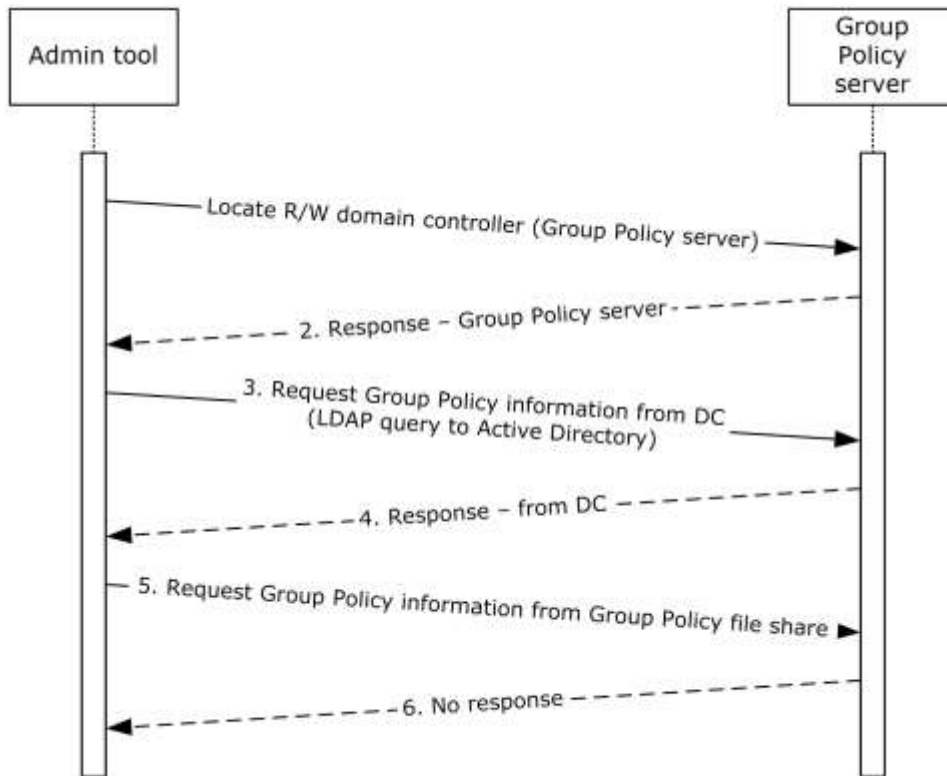 Admin tool
Group
Policy
server
Locate R/W domain controller (Group Policy server)
2. Response – Group Policy server
3. Request Group Policy information from DC
(LDAP query to Active Directory)
4. Response – from DC
5. Request Group Policy information from Group Policy file share
6. No response